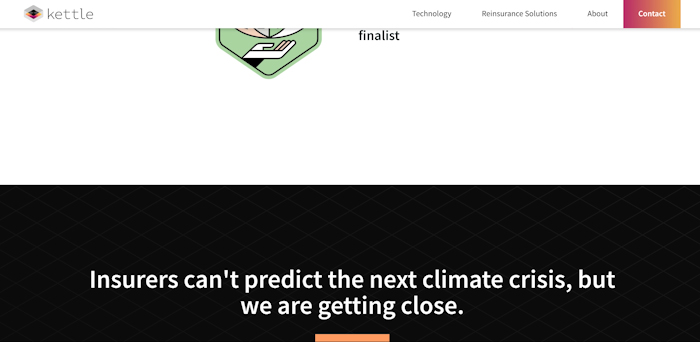 kettle
Technology
Reinsurance Solutions
About
Contact
finalist
Insurers can't predict the next climate crisis, but
we are getting close.